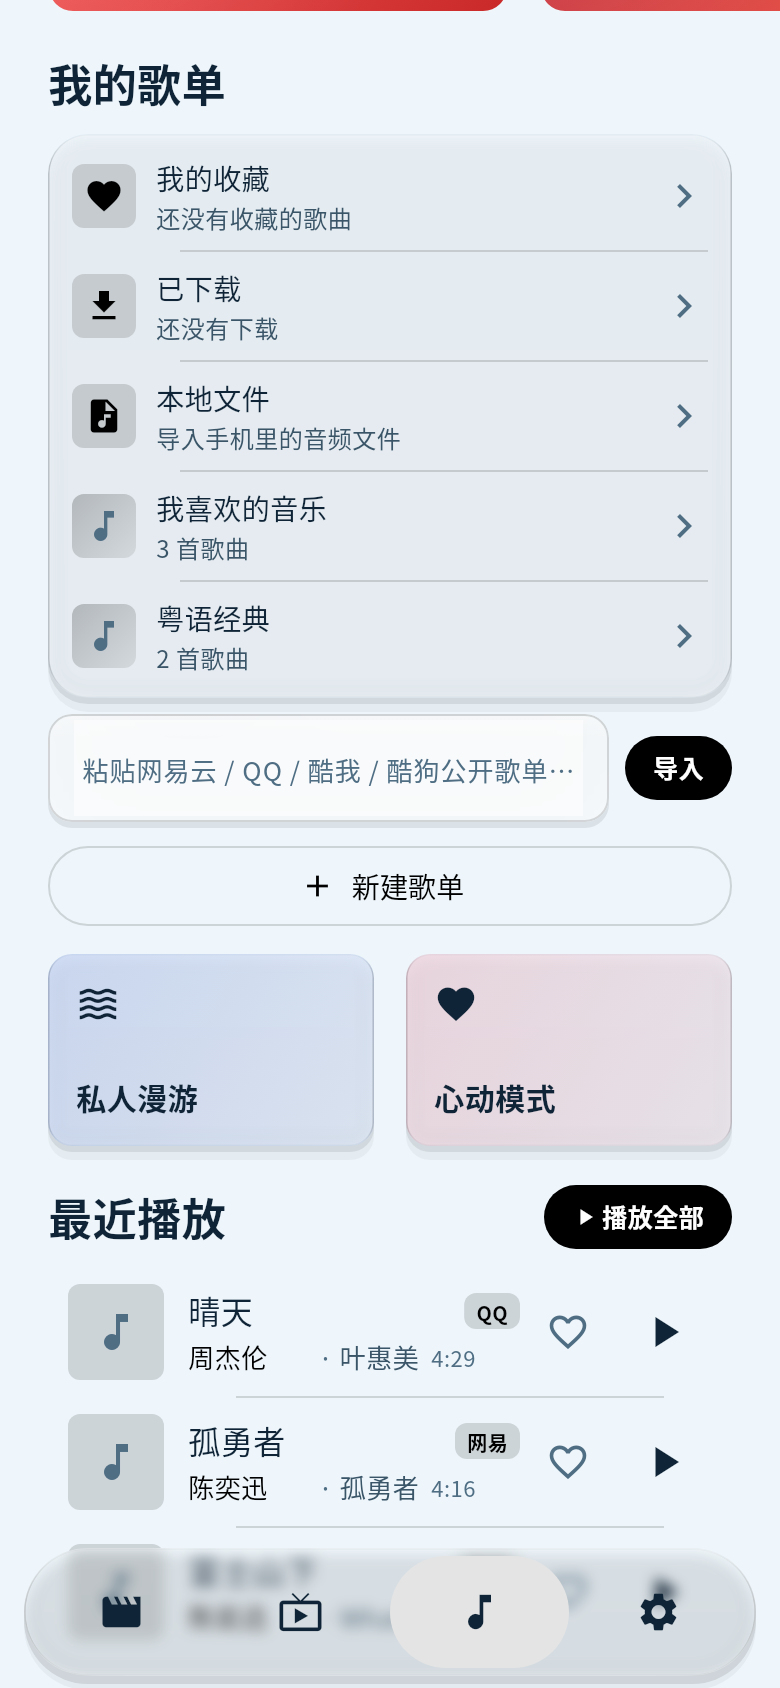 我的歌单
我的收藏
还没有收藏的歌曲
已下载
还没有下载
本地文件
导入手机里的音频文件
我喜欢的音乐
3 首歌曲
粤语经典
2 首歌曲
粘贴网易云 / QQ / 酷我 / 酷狗公开歌单…
导入
新建歌单
私人漫游
心动模式
最近播放
播放全部
晴天
QQ
周杰伦 · 叶惠美 4:29
孤勇者
网易
陈奕迅 · 孤勇者 4:16